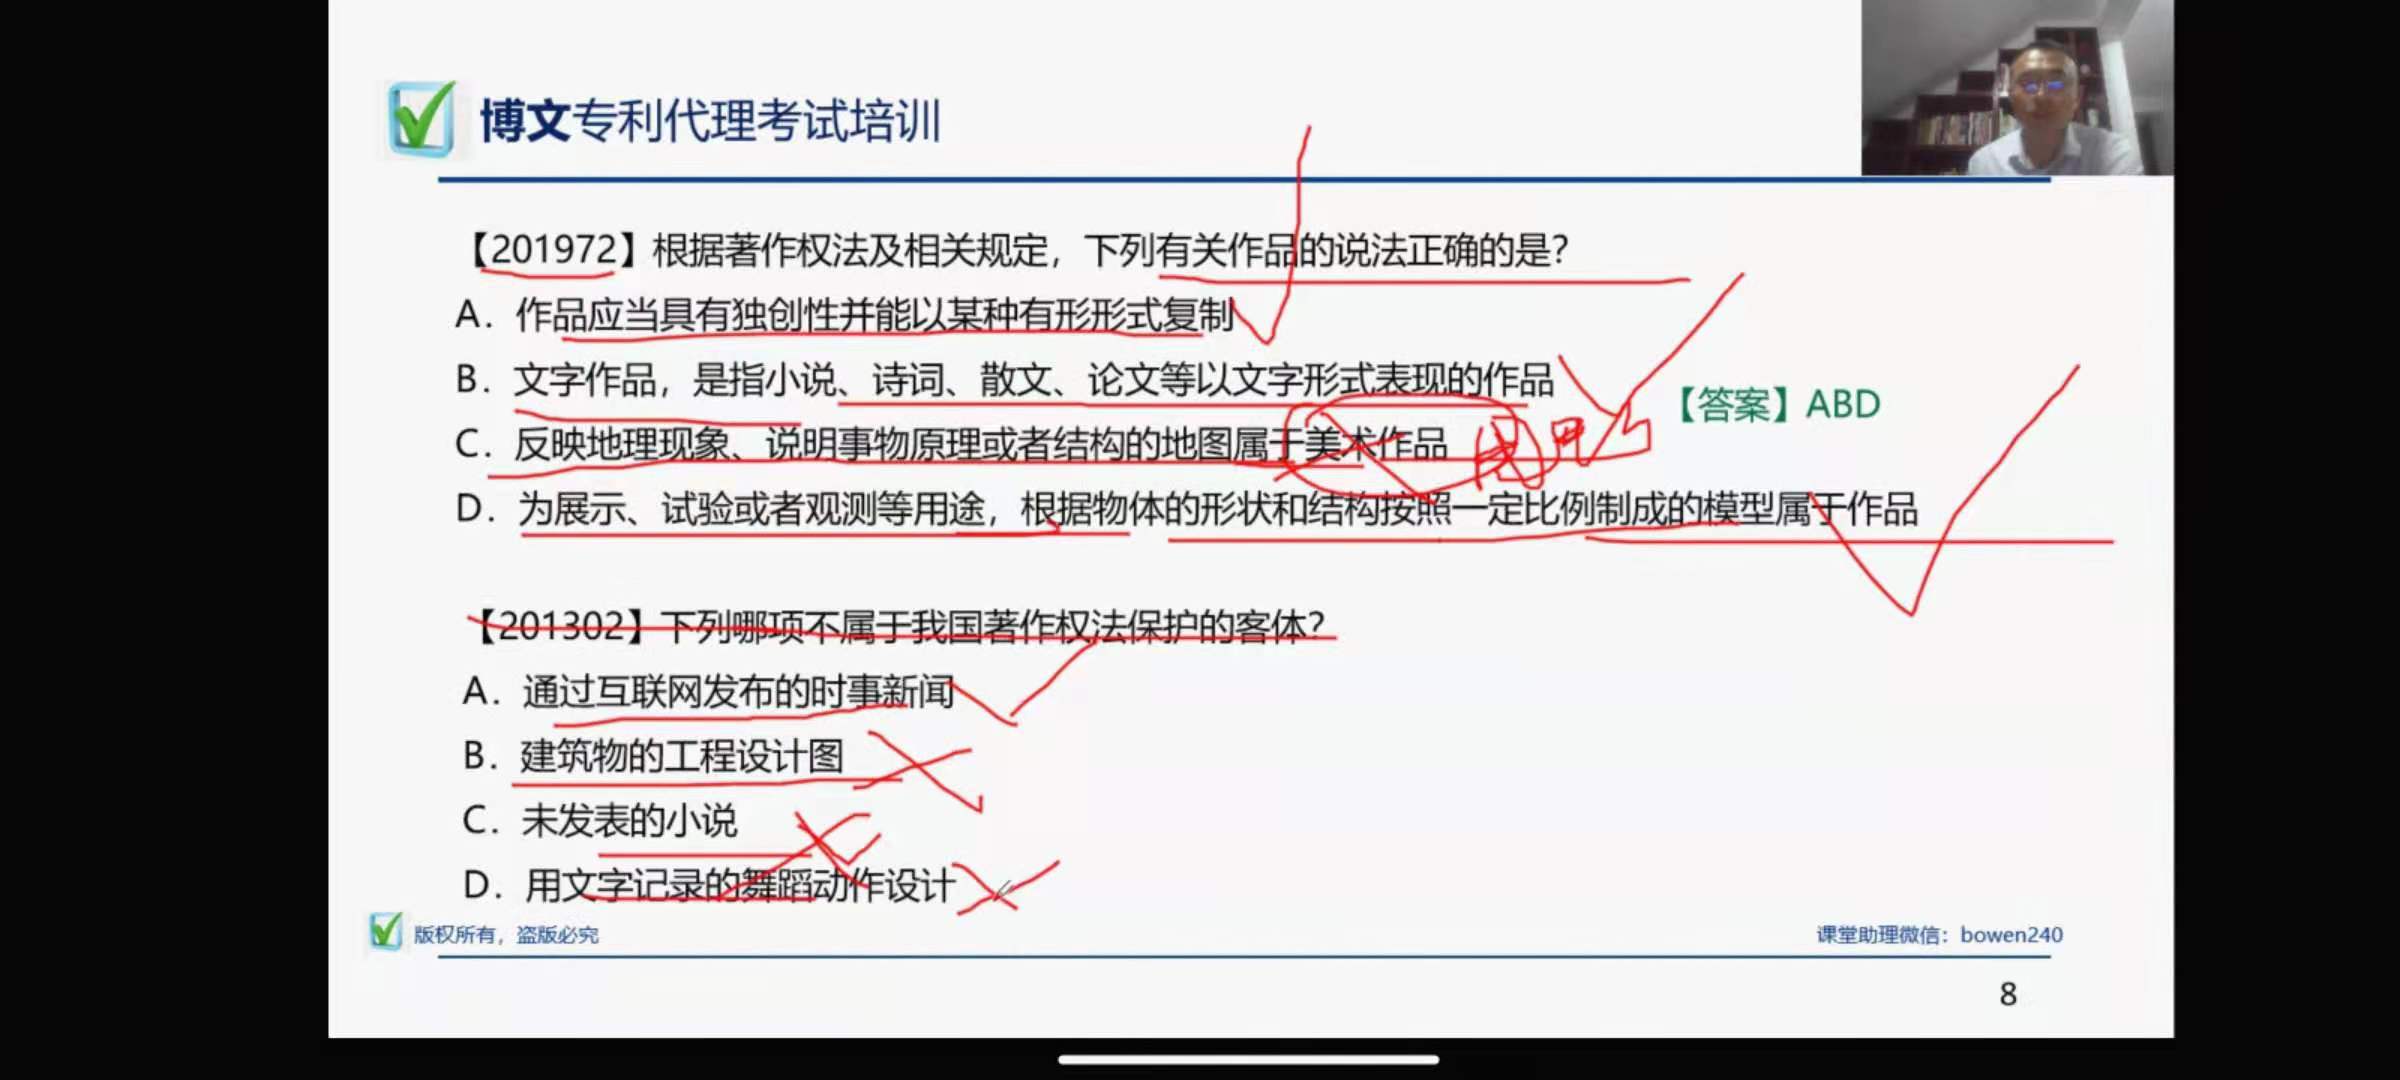 博文专利代理考试培训
【201972】根据著作权法及相关规定，下列有关作品的说法正确的是？
A．作品应当具有独创性并能以某种有形形式复制
B．文字作品，是指小说、诗词、散文、论文等以文字形式表现的作品
【答案】ABD
C．反映地理现象、说明事物原理或者结构的地图属于美术作品
D．为展示、试验或者观测等用途，根据物体的形状和结构按照一定比例制成的模型属于作品
【201302】下列哪项不属于我国著作权法保护的客体？
A．通过互联网发布的时事新闻
B．建筑物的工程设计图
C．未发表的小说
D．用文字记录的舞蹈动作设计
版权所有，盗版必究
课堂助理微信：bowen240
8